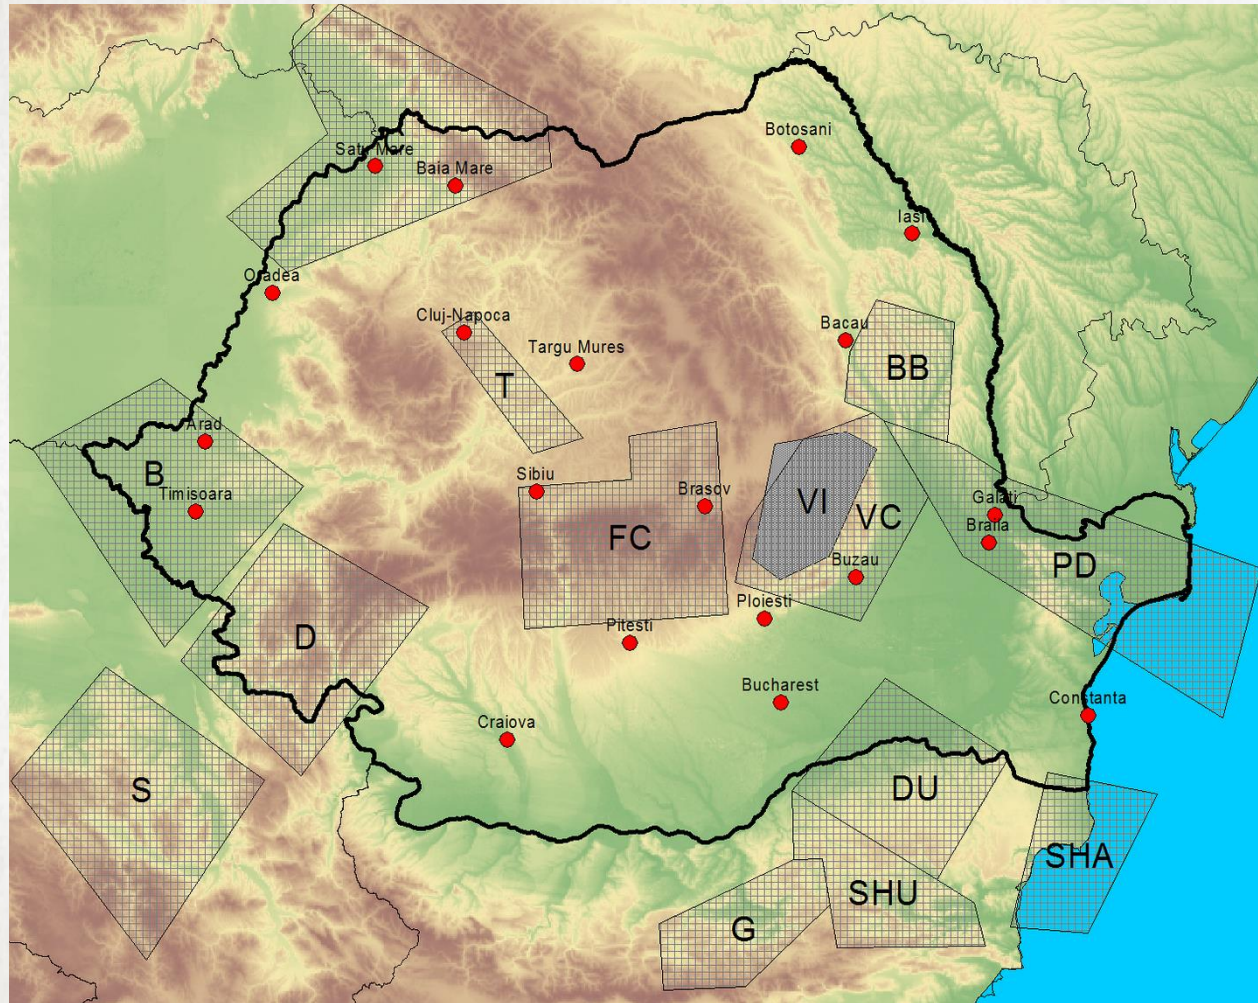 Botosani
Satu Mare
Baia Mare
Iasi
Oradea
Cluj-Napoca
Bacau
Targu Mures
BB
T
Arad
B
Sibiu
Timisoara
Brasov
VI
VC
Galati
Braila
FC
PD
Buzau
Ploiesti
Pitesti
D
Bucharest
Constanta
Craiova
S
DU
SHA
SHU
G